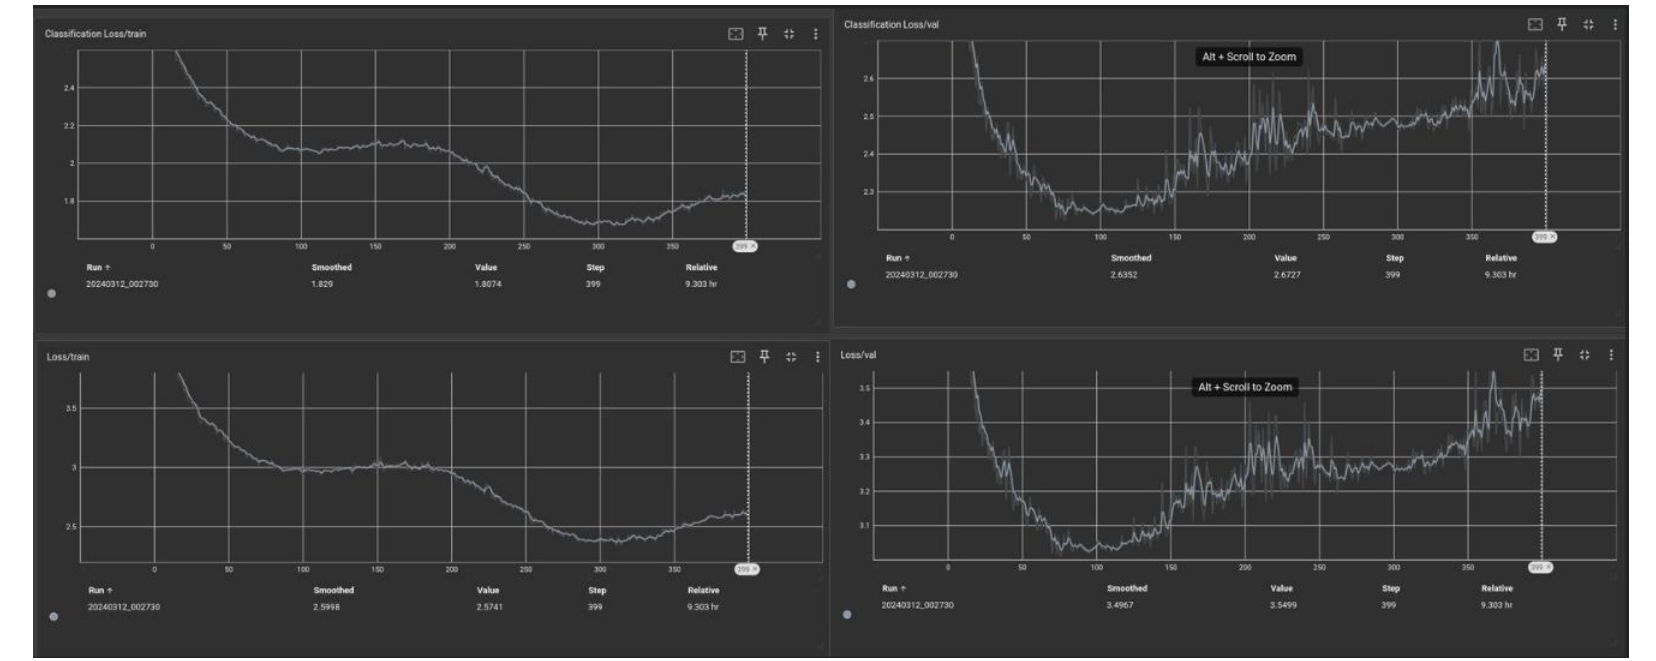 Classification Loss/train
2.4
2.2
2
1.8
0 50 100 150 200 250 300 350 399 ×
Run ↑ Smoothed Value Step Relative
20240312_002730 1.829 1.8074 399 9.303 hr
Classification Loss/val
Alt + Scroll to Zoom
2.6
2.5
2.4
2.3
0 50 100 150 200 250 300 350 399 ×
Run ↑ Smoothed Value Step Relative
20240312_002730 2.6352 2.6727 399 9.303 hr
Loss/train
3.5
3
2.5
0 50 100 150 200 250 300 350 399 ×
Run ↑ Smoothed Value Step Relative
20240312_002730 2.5998 2.5741 399 9.303 hr
Loss/val
Alt + Scroll to Zoom
3.5
3.4
3.3
3.2
3.1
0 50 100 150 200 250 300 350 399 ×
Run ↑ Smoothed Value Step Relative
20240312_002730 3.4967 3.5499 399 9.303 hr